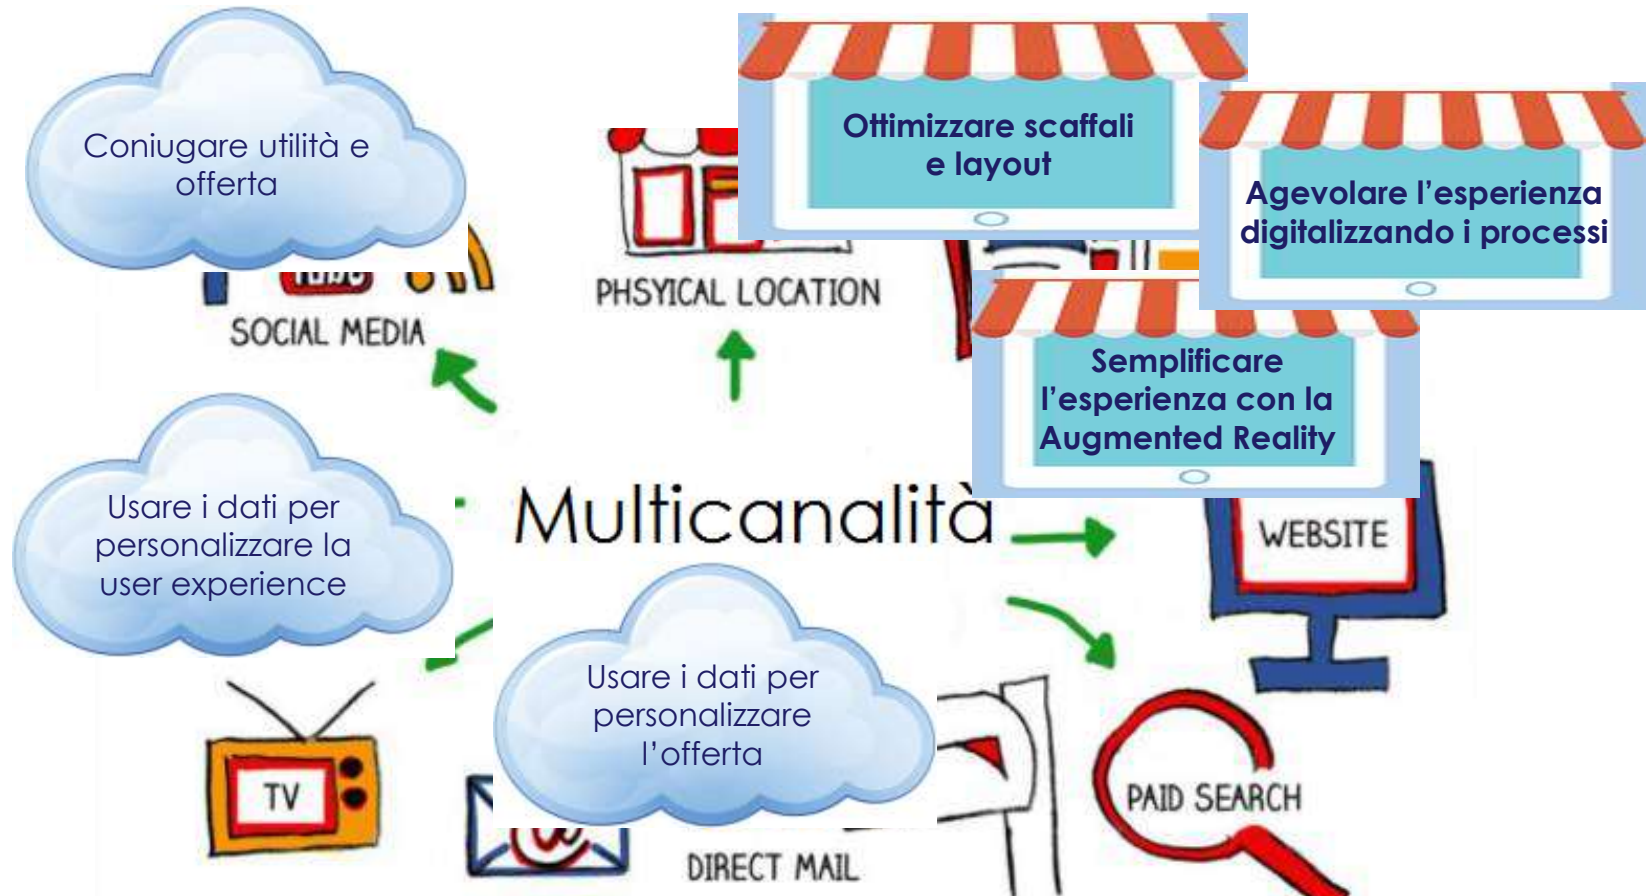 Coniugare utilità e
offerta
Ottimizzare scaffali
e layout
Agevolare l'esperienza
digitalizzando i processi
PHSYICAL LOCATION
SOCIAL MEDIA
Semplificare
l'esperienza con la
Augmented Reality
Usare i dati per
personalizzare la
user experience
Multicanalità
WEBSITE
Usare i dati per
personalizzare
l'offerta
TV
PAID SEARCH
DIRECT MAIL